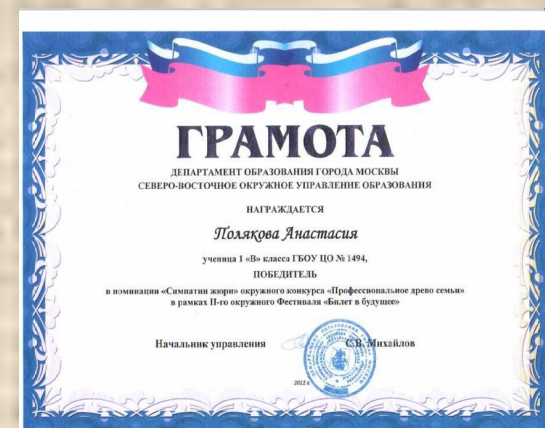 ГРАМОТА
ДЕПАРТАМЕНТ ОБРАЗОВАНИЯ ГОРОДА МОСКВЫ
СЕВЕРО-ВОСТОЧНОЕ ОКРУЖНОЕ УПРАВЛЕНИЕ ОБРАЗОВАНИЯ
НАГРАЖДАЕТСЯ
Полякова Анастасия
ученица 1 «В» класса ГБОУ ЦО № 1494,
ПОБЕДИТЕЛЬ
в номинации «Симпатии жюри» окружного конкурса «Профессиональное древо семьи»
в рамках II-го окружного Фестиваля «Билет в будущее»
Начальник управления С.В. Михайлов
2012 г.